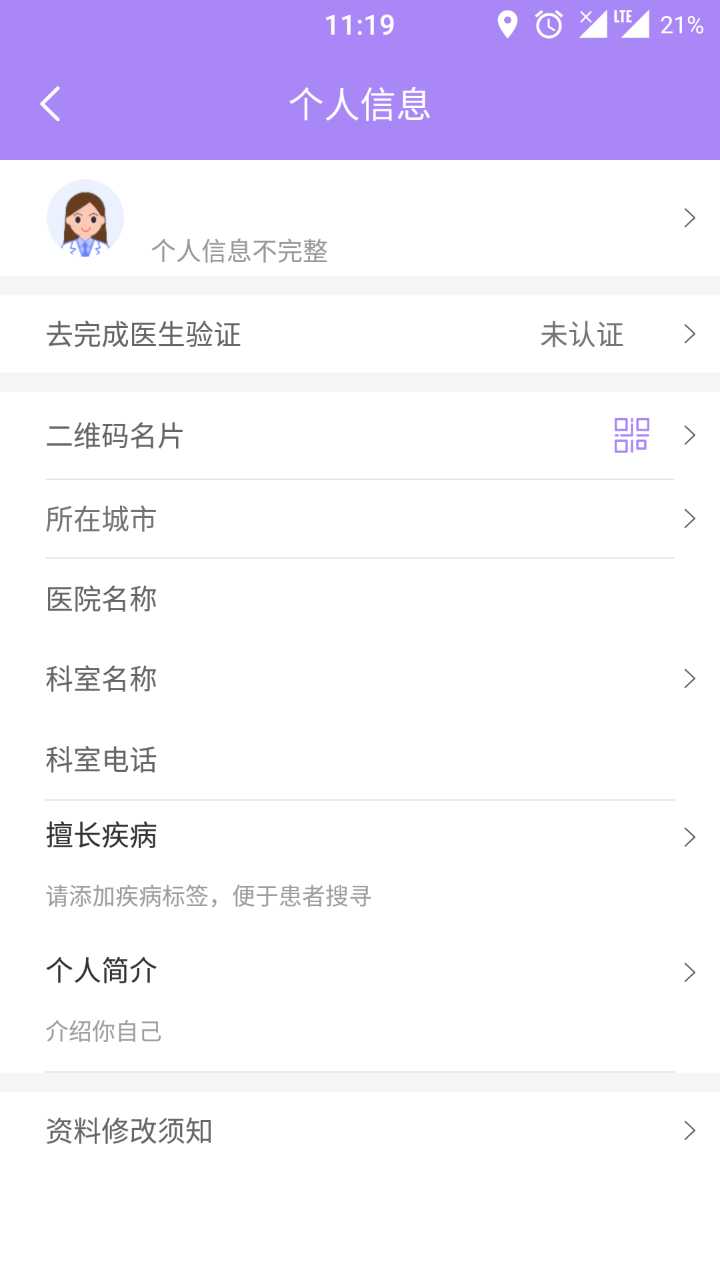 11:19
LTE
21%
个人信息
个人信息不完整
去完成医生验证
未认证
二维码名片
所在城市
医院名称
科室名称
科室电话
擅长疾病
请添加疾病标签，便于患者搜寻
个人简介
介绍你自己
资料修改须知